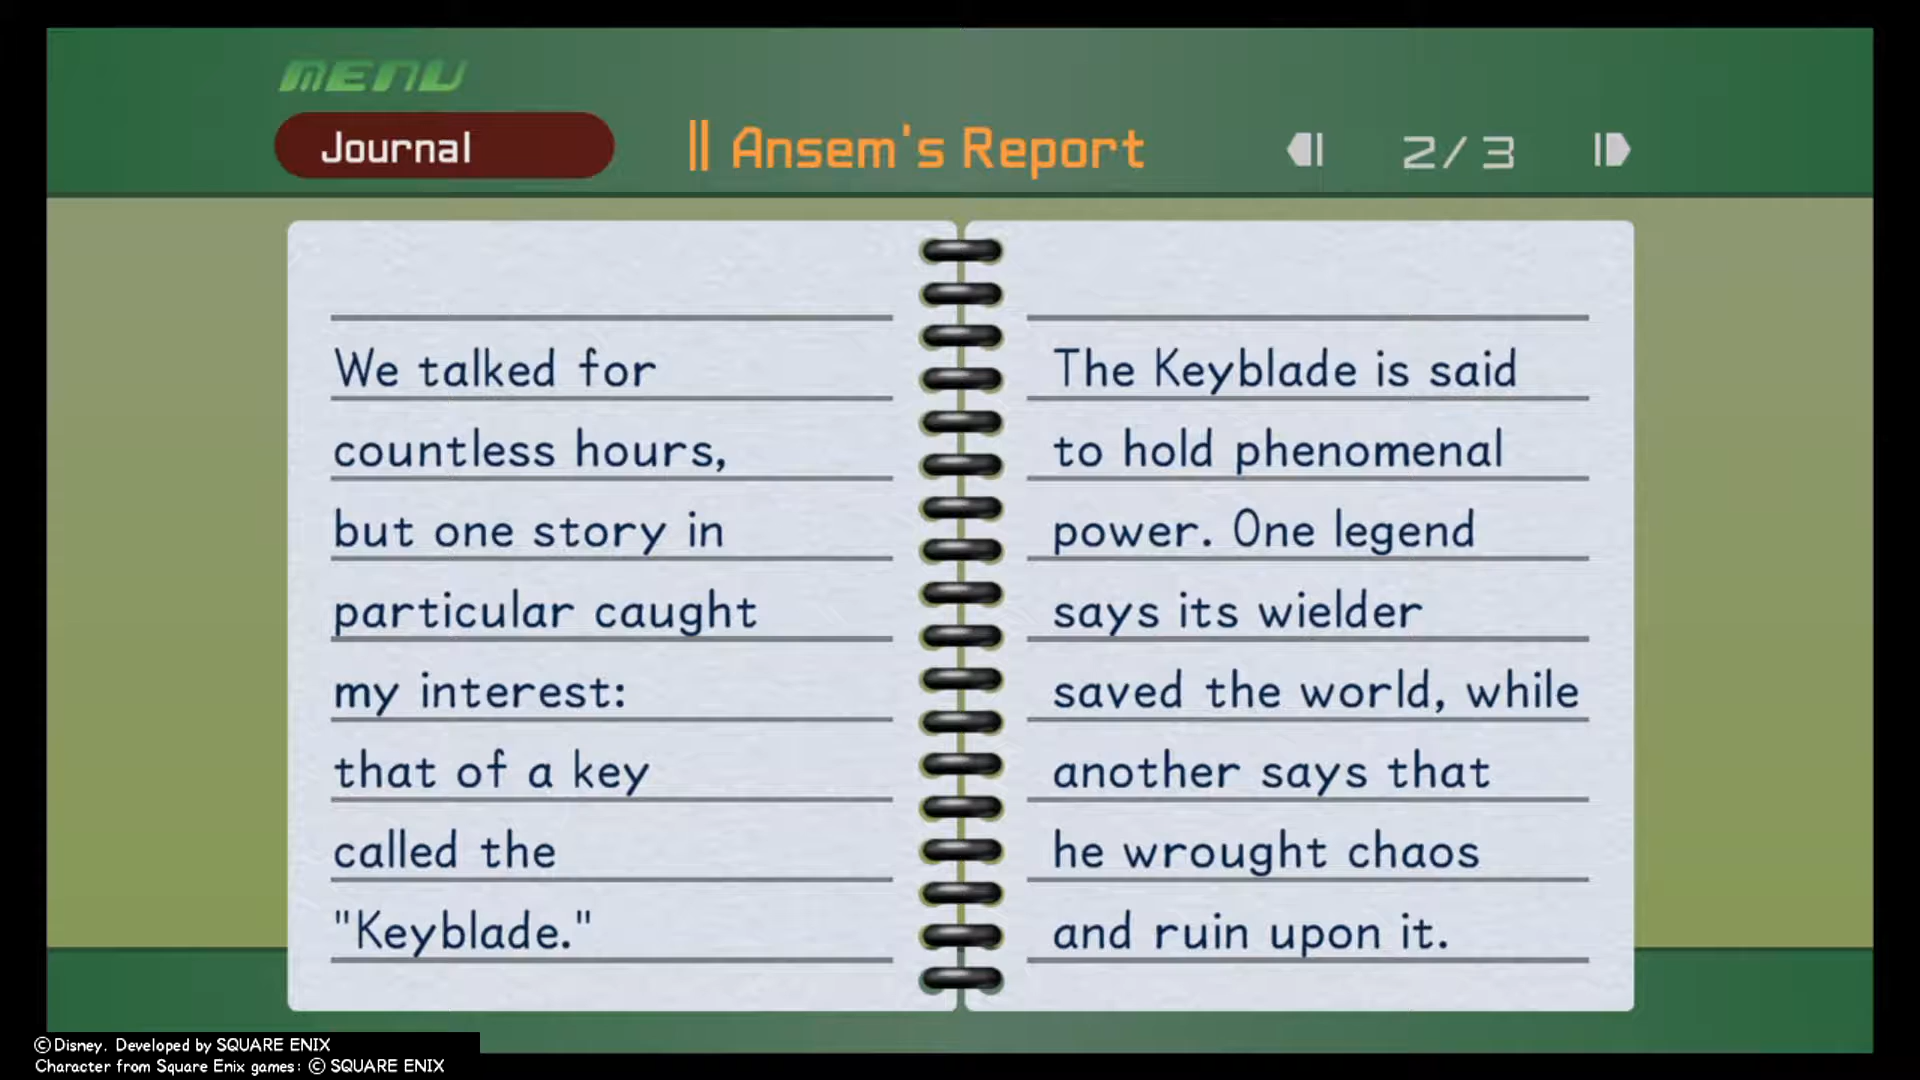 MENU
Journal
Ansem's Report
2/3
We talked for
countless hours,
but one story in
particular caught
my interest:
that of a key
called the
"Keyblade."
The Keyblade is said
to hold phenomenal
power. One legend
says its wielder
saved the world, while
another says that
he wrought chaos
and ruin upon it.
©Disney. Developed by SQUARE ENIX
Character from Square Enix games: © SQUARE ENIX